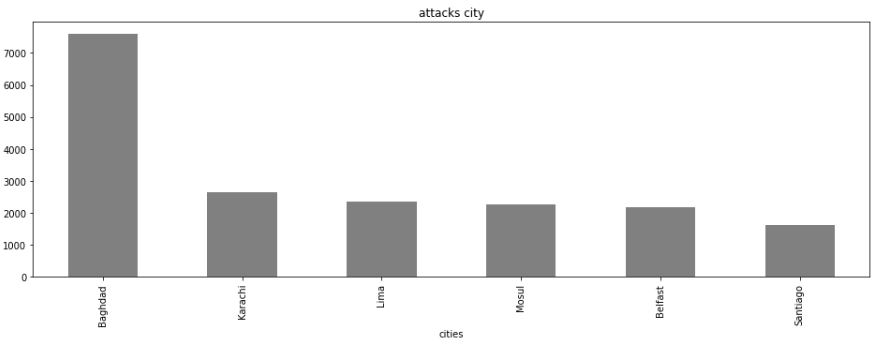 attacks city
7000
6000
5000
4000
3000
2000
1000
0
Baghdad
Karachi
Lima
Mosul
Belfast
Santiago
cities